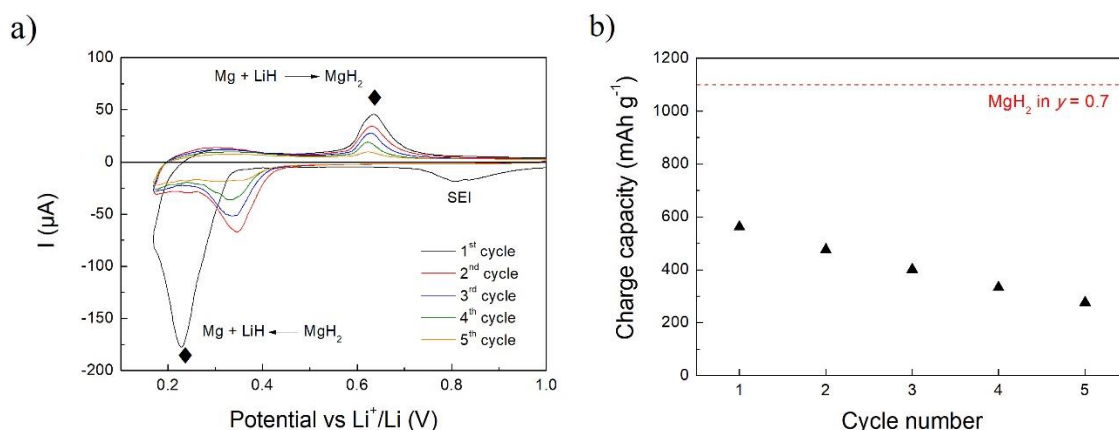 a)
100
50
0
-50
-100
-150
-200
I (µA)
Mg + LiH → MgH₂
SEI
1st cycle
2nd cycle
3rd cycle
4th cycle
5th cycle
Mg + LiH ← MgH₂
0.2 0.4 0.6 0.8 1.0
Potential vs Li⁺/Li (V)
b)
1200
1000
800
600
400
200
0
Charge capacity (mAh g⁻¹)
MgH₂ in y = 0.7
1 2 3 4 5
Cycle number